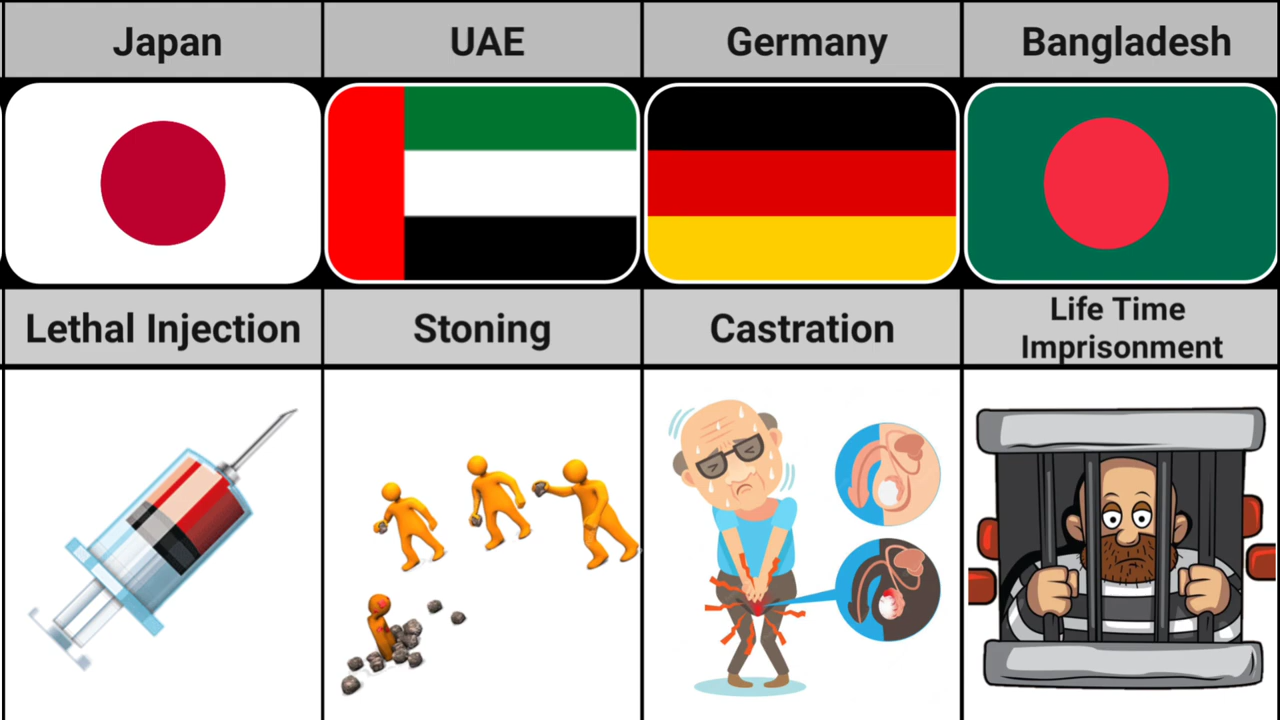 Japan
UAE
Germany
Bangladesh
Lethal Injection
Stoning
Castration
Life Time
Imprisonment